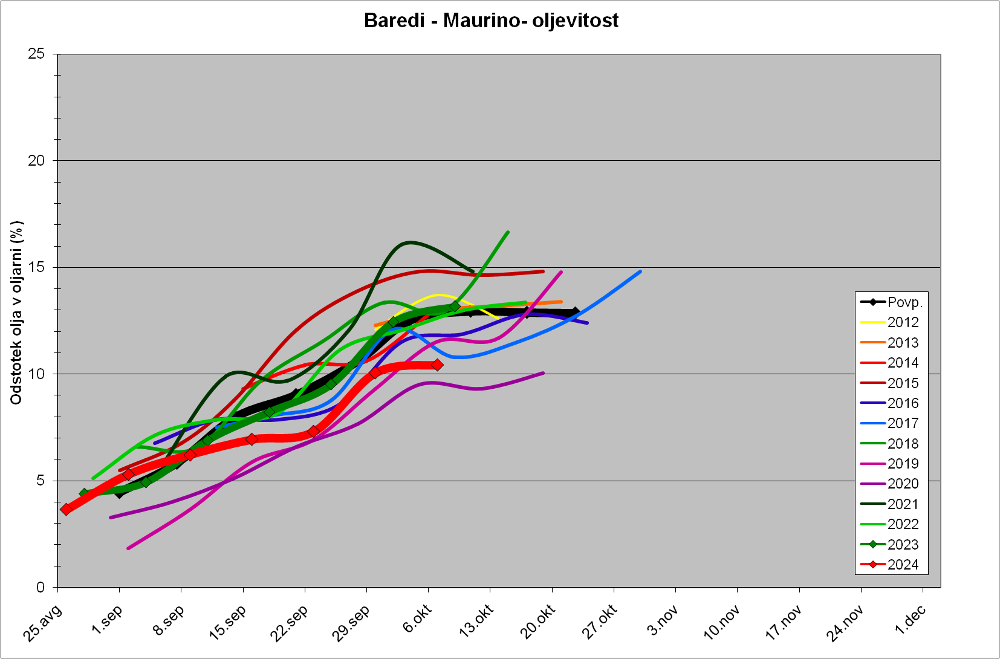 Baredi - Maurino- oljevitost
Odstotek olja v oljarni (%)
25
20
15
10
5
0
25.avg
1.sep
8.sep
15.sep
22.sep
29.sep
6.okt
13.okt
20.okt
27.okt
3.nov
10.nov
17.nov
24.nov
1.dec
Povp.
2012
2013
2014
2015
2016
2017
2018
2019
2020
2021
2022
2023
2024